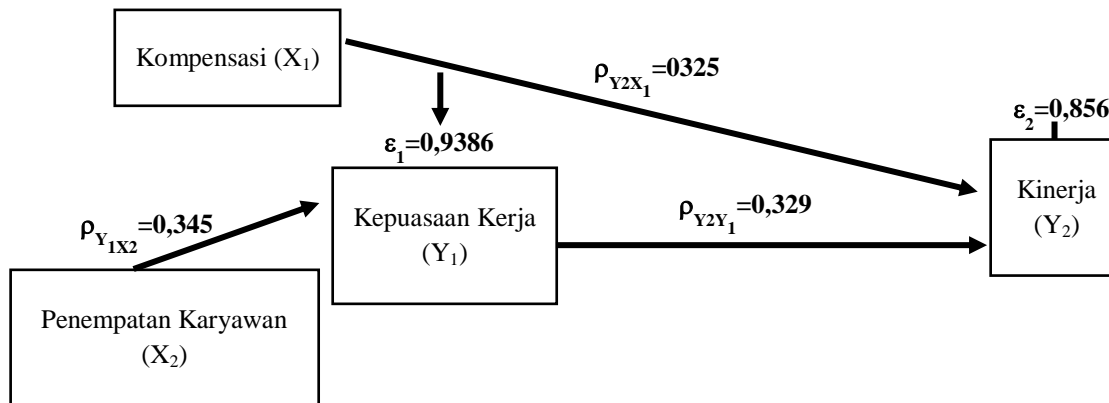 Kompensasi (X₁)
ρY2X₁=0325
ε₂=0,856
ε₁=0,9386
Kepuasaan Kerja
(Y₁)
ρY2Y₁=0,329
Kinerja
(Y₂)
ρY₁X2=0,345
Penempatan Karyawan
(X₂)